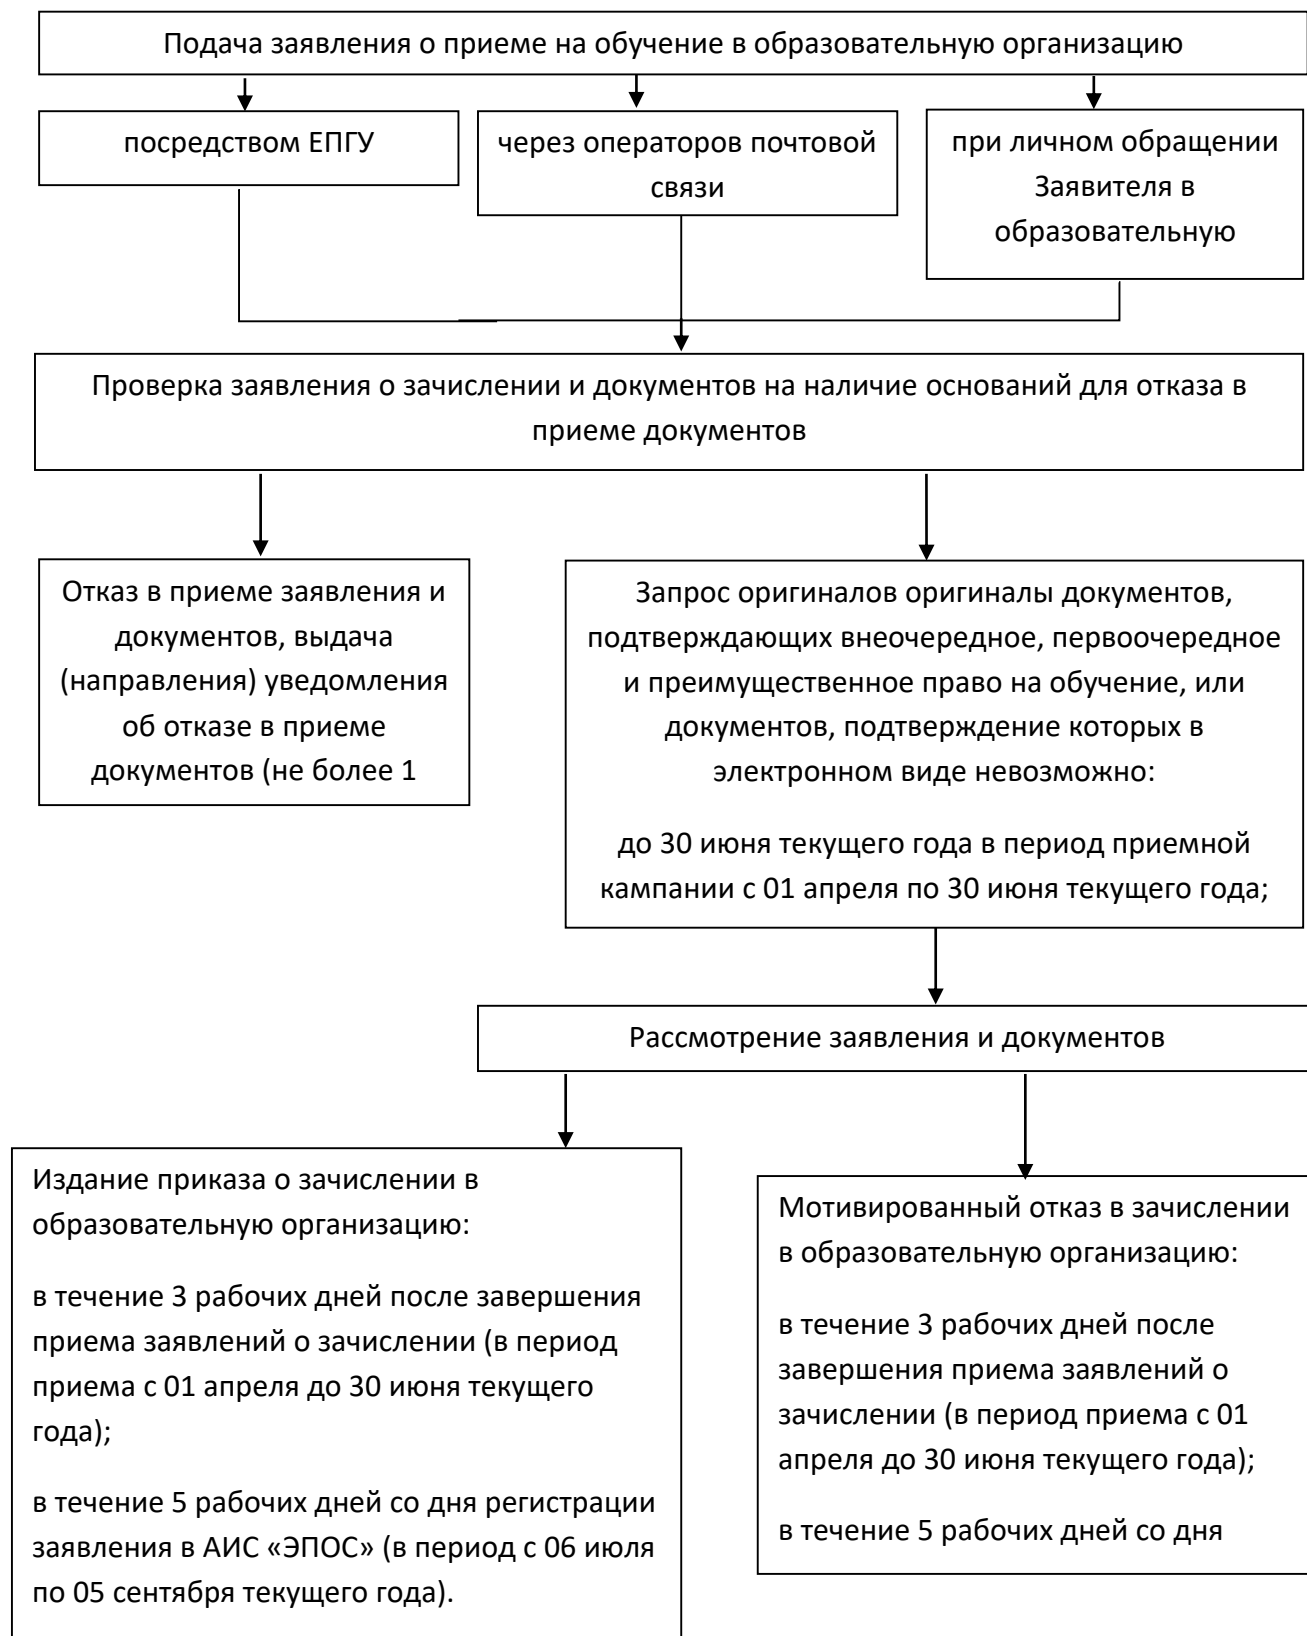 Подача заявления о приеме на обучение в образовательную организацию
посредством ЕПГУ
через операторов почтовой
связи
при личном обращении
Заявителя в
образовательную
Проверка заявления о зачислении и документов на наличие оснований для отказа в
приеме документов
Отказ в приеме заявления и
документов, выдача
(направления) уведомления
об отказе в приеме
документов (не более 1
Запрос оригиналов оригиналы документов,
подтверждающих внеочередное, первоочередное
и преимущественное право на обучение, или
документов, подтверждение которых в
электронном виде невозможно:
до 30 июня текущего года в период приемной
кампании с 01 апреля по 30 июня текущего года;
Рассмотрение заявления и документов
Издание приказа о зачислении в
образовательную организацию:
в течение 3 рабочих дней после завершения
приема заявлений о зачислении (в период
приема с 01 апреля до 30 июня текущего
года);
в течение 5 рабочих дней со дня регистрации
заявления в АИС «ЭПОС» (в период с 06 июля
по 05 сентября текущего года).
Мотивированный отказ в зачислении
в образовательную организацию:
в течение 3 рабочих дней после
завершения приема заявлений о
зачислении (в период приема с 01
апреля до 30 июня текущего года);
в течение 5 рабочих дней со дня